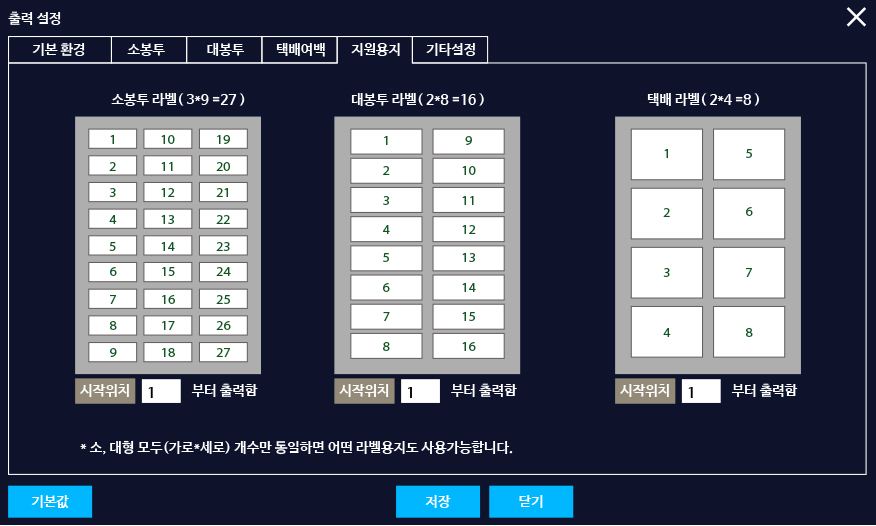 출력 설정
기본 환경 소봉투 대봉투 택배여백 지원용지 기타설정
소봉투 라벨( 3*9 =27 ) 대봉투 라벨( 2*8 =16 ) 택배 라벨( 2*4 =8 )
1 10 19
2 11 20
3 12 21
4 13 22
5 14 23
6 15 24
7 16 25
8 17 26
9 18 27
1 9
2 10
3 11
4 12
5 13
6 14
7 15
8 16
1 5
2 6
3 7
4 8
시작위치 1 부터 출력함 시작위치 1 부터 출력함 시작위치 1 부터 출력함
* 소, 대형 모두(가로*세로) 개수만 동일하면 어떤 라벨용지도 사용가능합니다.
기본값 저장 닫기